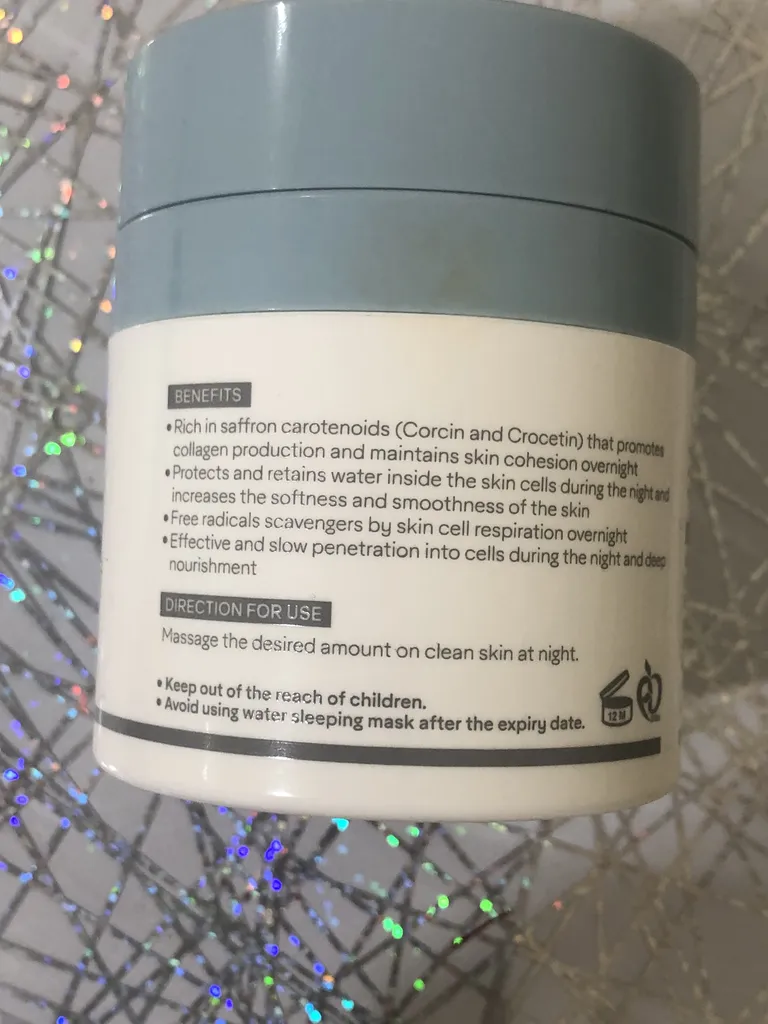 BENEFITS
•Rich in saffron carotenoids (Corcin and Crocetin) that promotes
collagen production and maintains skin cohesion overnight
•Protects and retains water inside the skin cells during the night and
increases the softness and smoothness of the skin
•Free radicals scavengers by skin cell respiration overnight
•Effective and slow penetration into cells during the night and deep
nourishment
DIRECTION FOR USE
Massage the desired amount on clean skin at night.
•Keep out of the reach of children.
•Avoid using water sleeping mask after the expiry date.
12 M